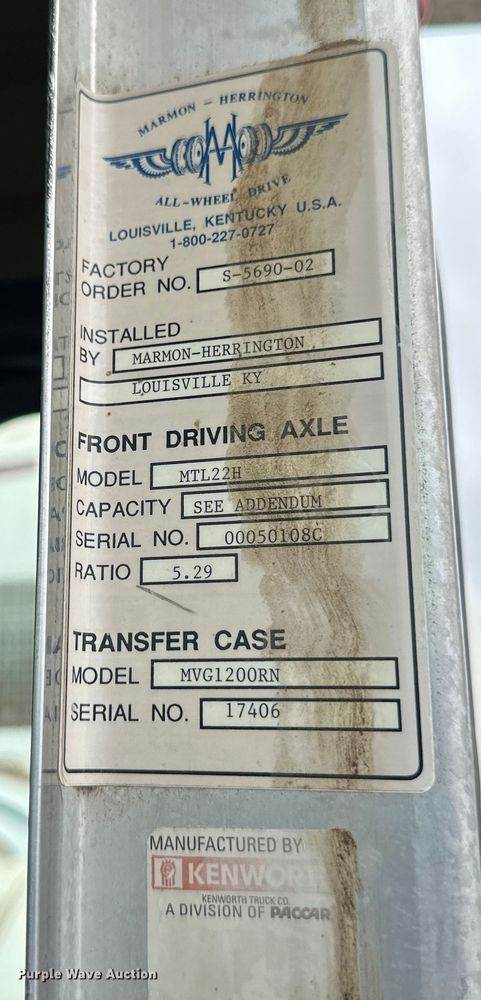 MARMON - HERRINGTON
ALL-WHEEL DRIVE
LOUISVILLE, KENTUCKY U.S.A.
1-800-227-0727
FACTORY
ORDER NO. S-5690-02
INSTALLED
BY MARMON-HERRINGTON
LOUISVILLE KY
FRONT DRIVING AXLE
MODEL MTL22H
CAPACITY SEE ADDENDUM
SERIAL NO. 00050108C
RATIO 5.29
TRANSFER CASE
MODEL MVG1200RN
SERIAL NO. 17406
MANUFACTURED BY
KENWORT
KENWORTH TRUCK CO.
A DIVISION OF PACCAR
Purple Wave Auction